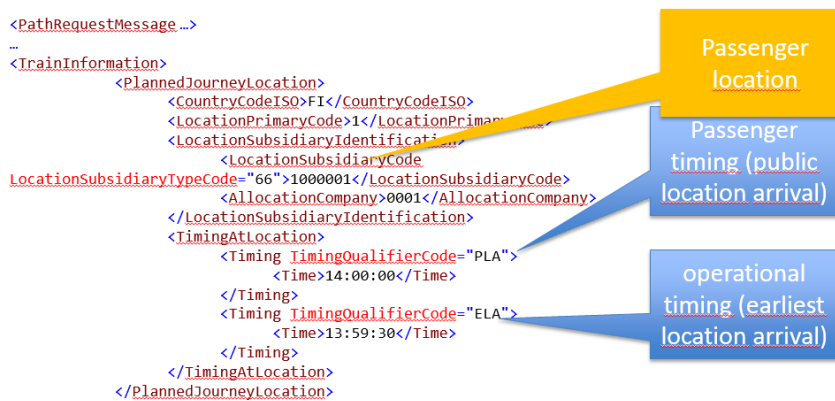 <PathRequestMessage …>
…
<TrainInformation>
<PlannedJourneyLocation>
<CountryCodeISO>FI</CountryCodeISO>
<LocationPrimaryCode>1</LocationPrimary
<LocationSubsidiaryIdentification>
<LocationSubsidiaryCode
LocationSubsidiaryTypeCode="66">1000001</LocationSubsidiaryCode>
<AllocationCompany>0001</AllocationCompany>
</LocationSubsidiaryIdentification>
<TimingAtLocation>
<Timing TimingQualifierCode="PLA">
<Time>14:00:00</Time>
</Timing>
<Timing TimingQualifierCode="ELA">
<Time>13:59:30</Time>
</Timing>
</TimingAtLocation>
</PlannedJourneyLocation>
Passenger
location
Passenger
timing (public
location arrival)
operational
timing (earliest
location arrival)